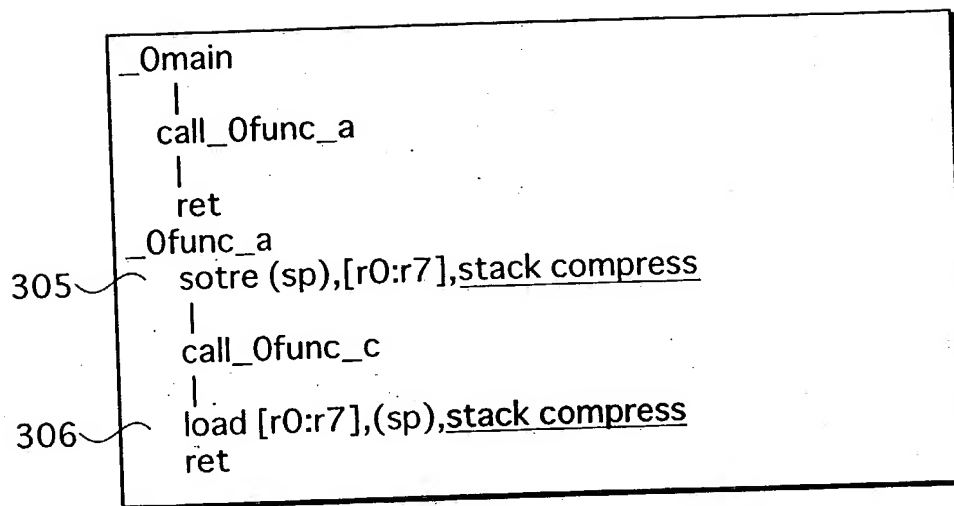 _0main
|
call_0func_a
|
ret
_0func_a
305 sotre (sp),[r0:r7],stack compress
|
call_0func_c
|
306 load [r0:r7],(sp),stack compress
ret